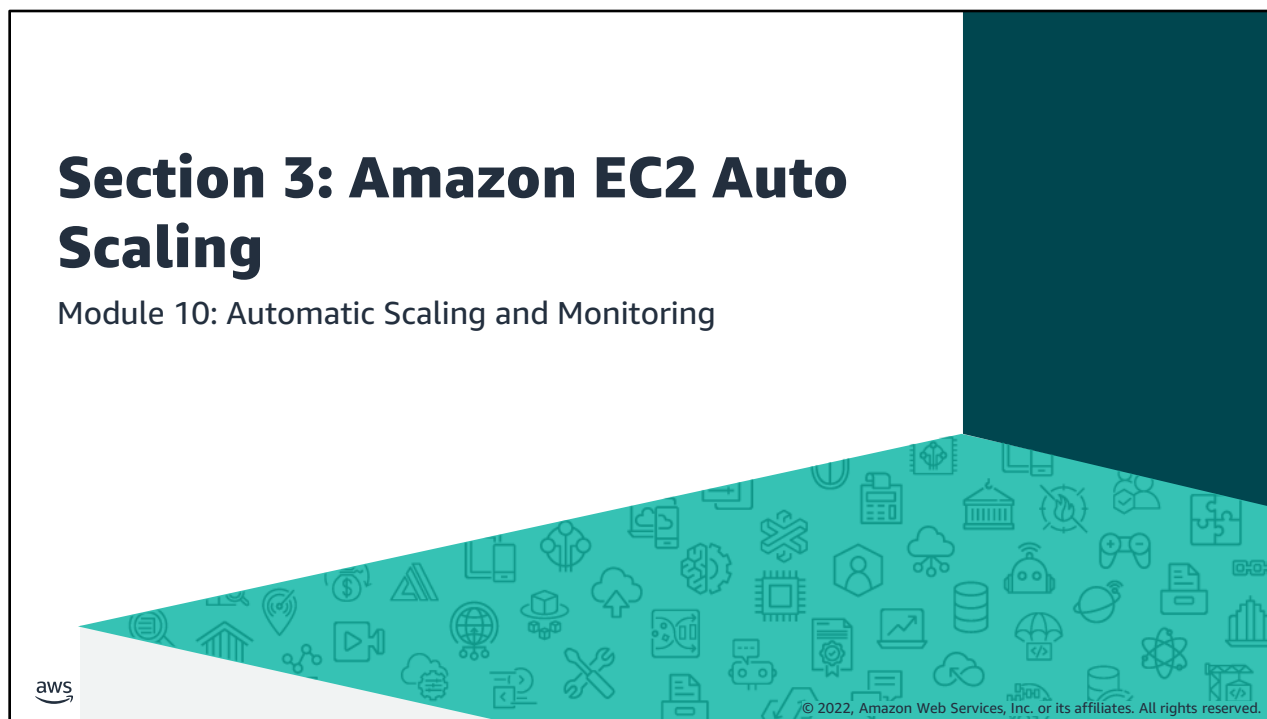 Section 3: Amazon EC2 Auto
Scaling
Module 10: Automatic Scaling and Monitoring
aws
© 2022, Amazon Web Services, Inc. or its affiliates. All rights reserved.